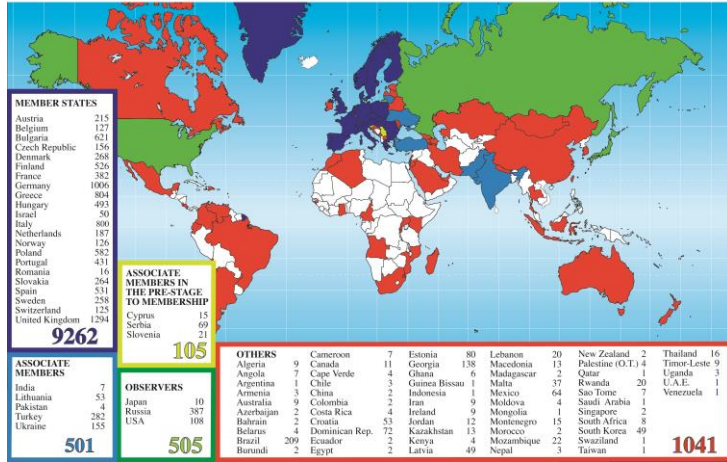 MEMBER STATES
Austria 215
Belgium 127
Bulgaria 621
Czech Republic 156
Denmark 268
Finland 526
France 382
Germany 1006
Greece 804
Hungary 493
Israel 50
Italy 800
Netherlands 187
Norway 126
Poland 582
Portugal 431
Romania 16
Slovakia 264
Spain 531
Sweden 258
Switzerland 125
United Kingdom 1294
9262
ASSOCIATE
MEMBERS IN
THE PRE-STAGE
TO MEMBERSHIP
Cyprus 15
Serbia 69
Slovenia 21
105
ASSOCIATE
MEMBERS
India 7
Lithuania 53
Pakistan 4
Turkey 282
Ukraine 155
501
OBSERVERS
Japan 10
Russia 387
USA 108
505
OTHERS
Algeria 9
Angola 7
Argentina 1
Armenia 3
Australia 9
Azerbaijan 2
Bahrain 2
Belarus 4
Brazil 209
Burundi 2
Cameroon 7
Canada 11
Cape Verde 4
Chile 3
China 2
Colombia 2
Costa Rica 4
Croatia 53
Dominican Rep. 72
Ecuador 2
Egypt 2
Estonia 80
Georgia 138
Ghana 6
Guinea Bissau 1
Indonesia 1
Iran 9
Ireland 9
Jordan 12
Kazakhstan 13
Kenya 4
Latvia 49
Lebanon 20
Macedonia 13
Madagascar 2
Malta 37
Mexico 64
Moldova 4
Mongolia 1
Montenegro 15
Morocco 2
Mozambique 22
Nepal 3
New Zealand 2
Palestine (O.T.) 4
Qatar 1
Rwanda 20
Sao Tome 7
Saudi Arabia 1
Singapore 2
South Africa 8
South Korea 49
Swaziland 1
Taiwan 1
Thailand 16
Timor-Leste 9
Uganda 3
U.A.E. 1
Venezuela 1
1041